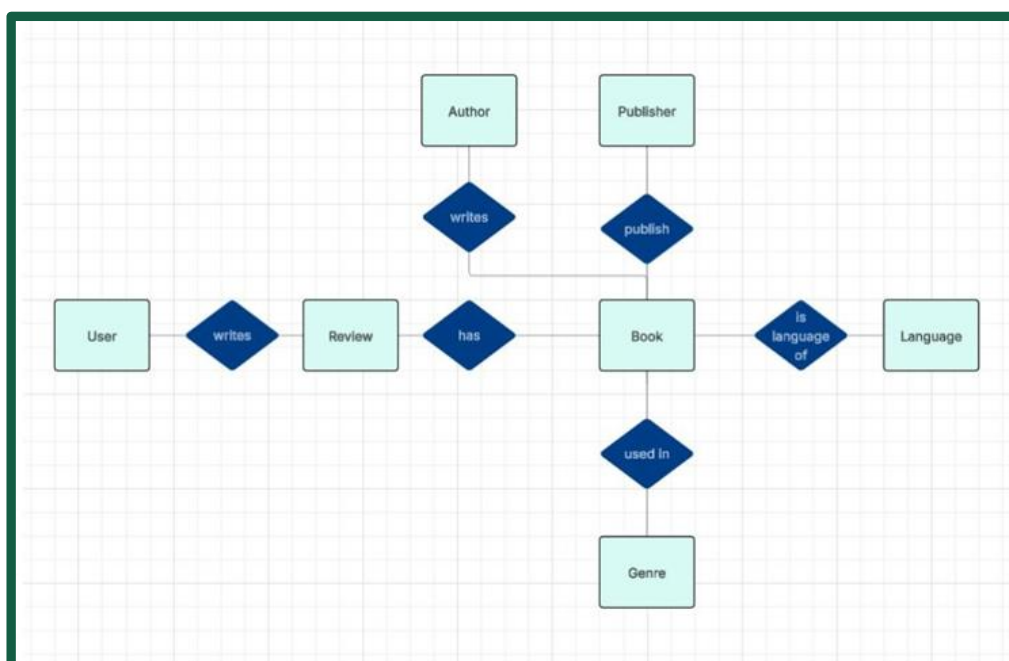 Author
Publisher
writes
publish
User
writes
Review
has
Book
is
language
of
Language
used in
Genre